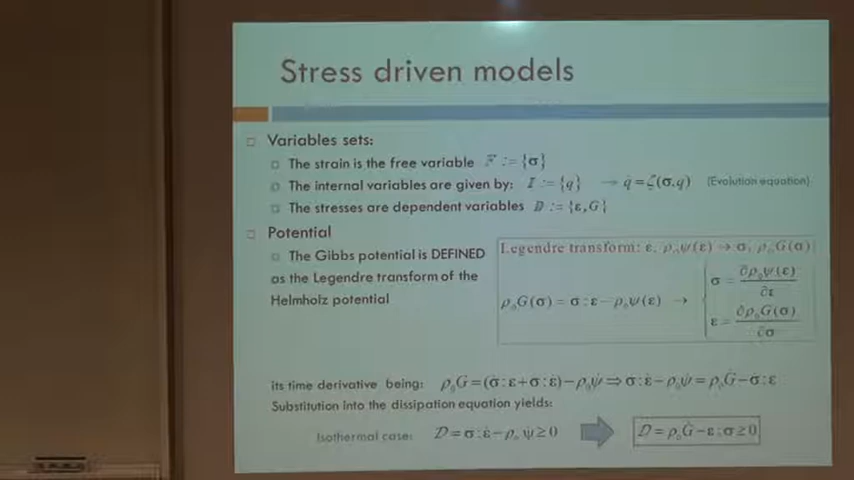 Stress driven models
Variables sets:
The strain is the free variable F := {σ}
The internal variables are given by: I := {q} → q̇ = ζ(σ,q) (Evolution equation)
The stresses are dependent variables D := {ε,G}
Potential
The Gibbs potential is DEFINED
as the Legendre transform of the
Helmholz potential
Legendre transform: ε, ρ₀ψ(ε) → σ, ρ₀G(σ)
ρ₀G(σ) = σ : ε − ρ₀ψ(ε) → { σ = ∂ρ₀ψ(ε)/∂ε
ε = ∂ρ₀G(σ)/∂σ
its time derivative being: ρ₀Ġ = (σ̇ : ε + σ : ε̇) − ρ₀ψ̇ ⇒ σ : ε̇ − ρ₀ψ̇ = ρ₀Ġ − σ̇ : ε
Substitution into the dissipation equation yields:
Isothermal case: D = σ : ε̇ − ρ₀ ψ̇ ≥ 0 D = ρ₀Ġ − ε : σ̇ ≥ 0